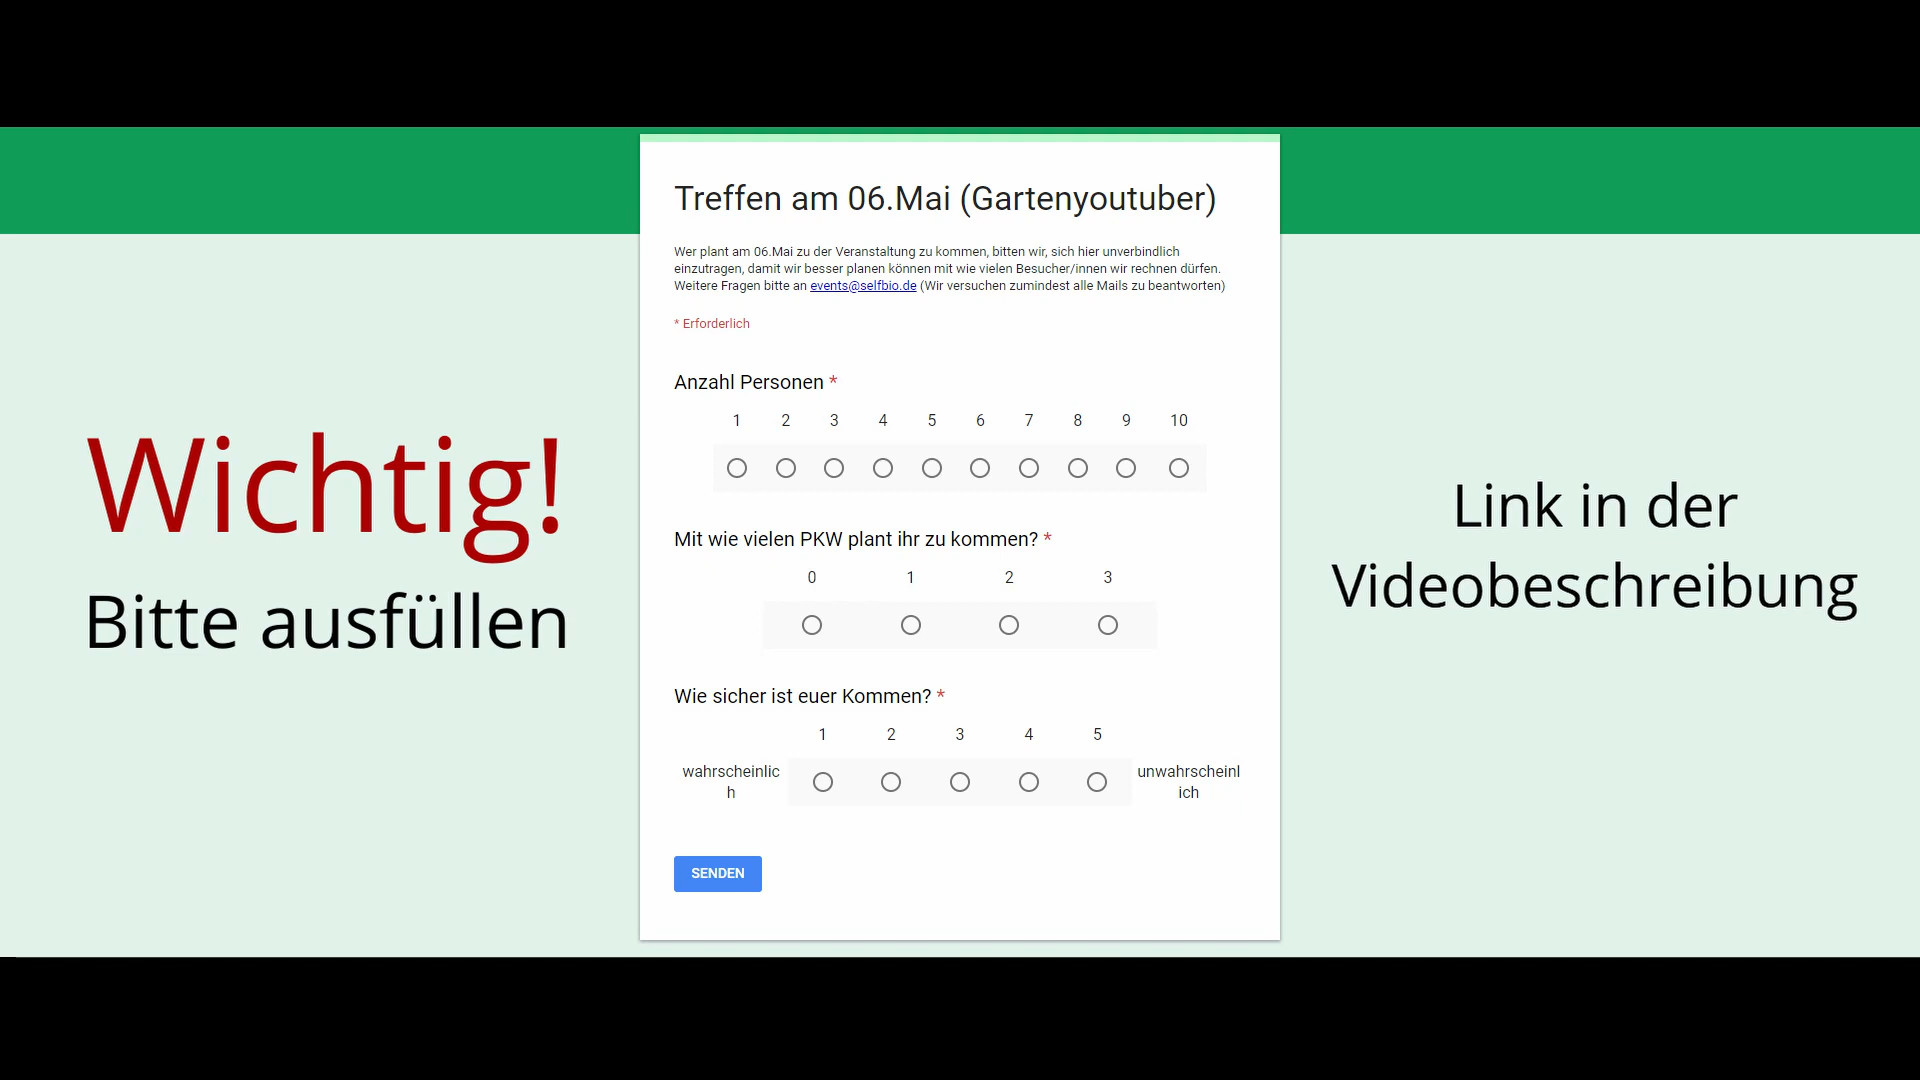 Wichtig!
Bitte ausfüllen
Treffen am 06.Mai (Gartenyoutuber)
Wer plant am 06.Mai zu der Veranstaltung zu kommen, bitten wir, sich hier unverbindlich
einzutragen, damit wir besser planen können mit wie vielen Besucher/innen wir rechnen dürfen.
Weitere Fragen bitte an events@selfbio.de (Wir versuchen zumindest alle Mails zu beantworten)
* Erforderlich
Anzahl Personen *
1 2 3 4 5 6 7 8 9 10
Mit wie vielen PKW plant ihr zu kommen? *
0 1 2 3
Wie sicher ist euer Kommen? *
1 2 3 4 5
wahrscheinlic
h
unwahrscheinl
ich
SENDEN
Link in der
Videobeschreibung